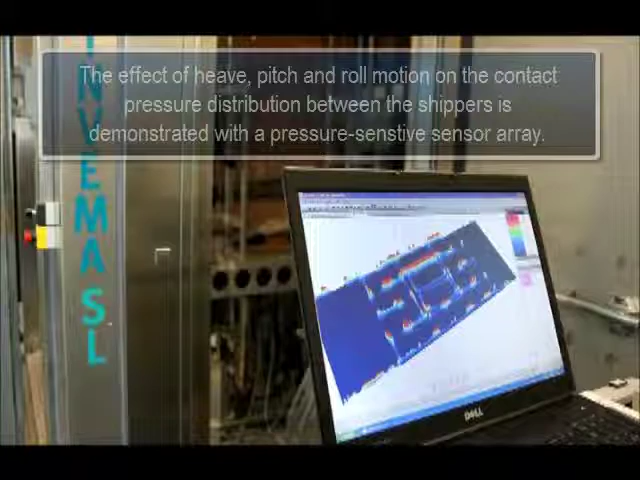 The effect of heave, pitch and roll motion on the contact
pressure distribution between the shippers is
demonstrated with a pressure-senstive sensor array.
INVEMA SL
DELL